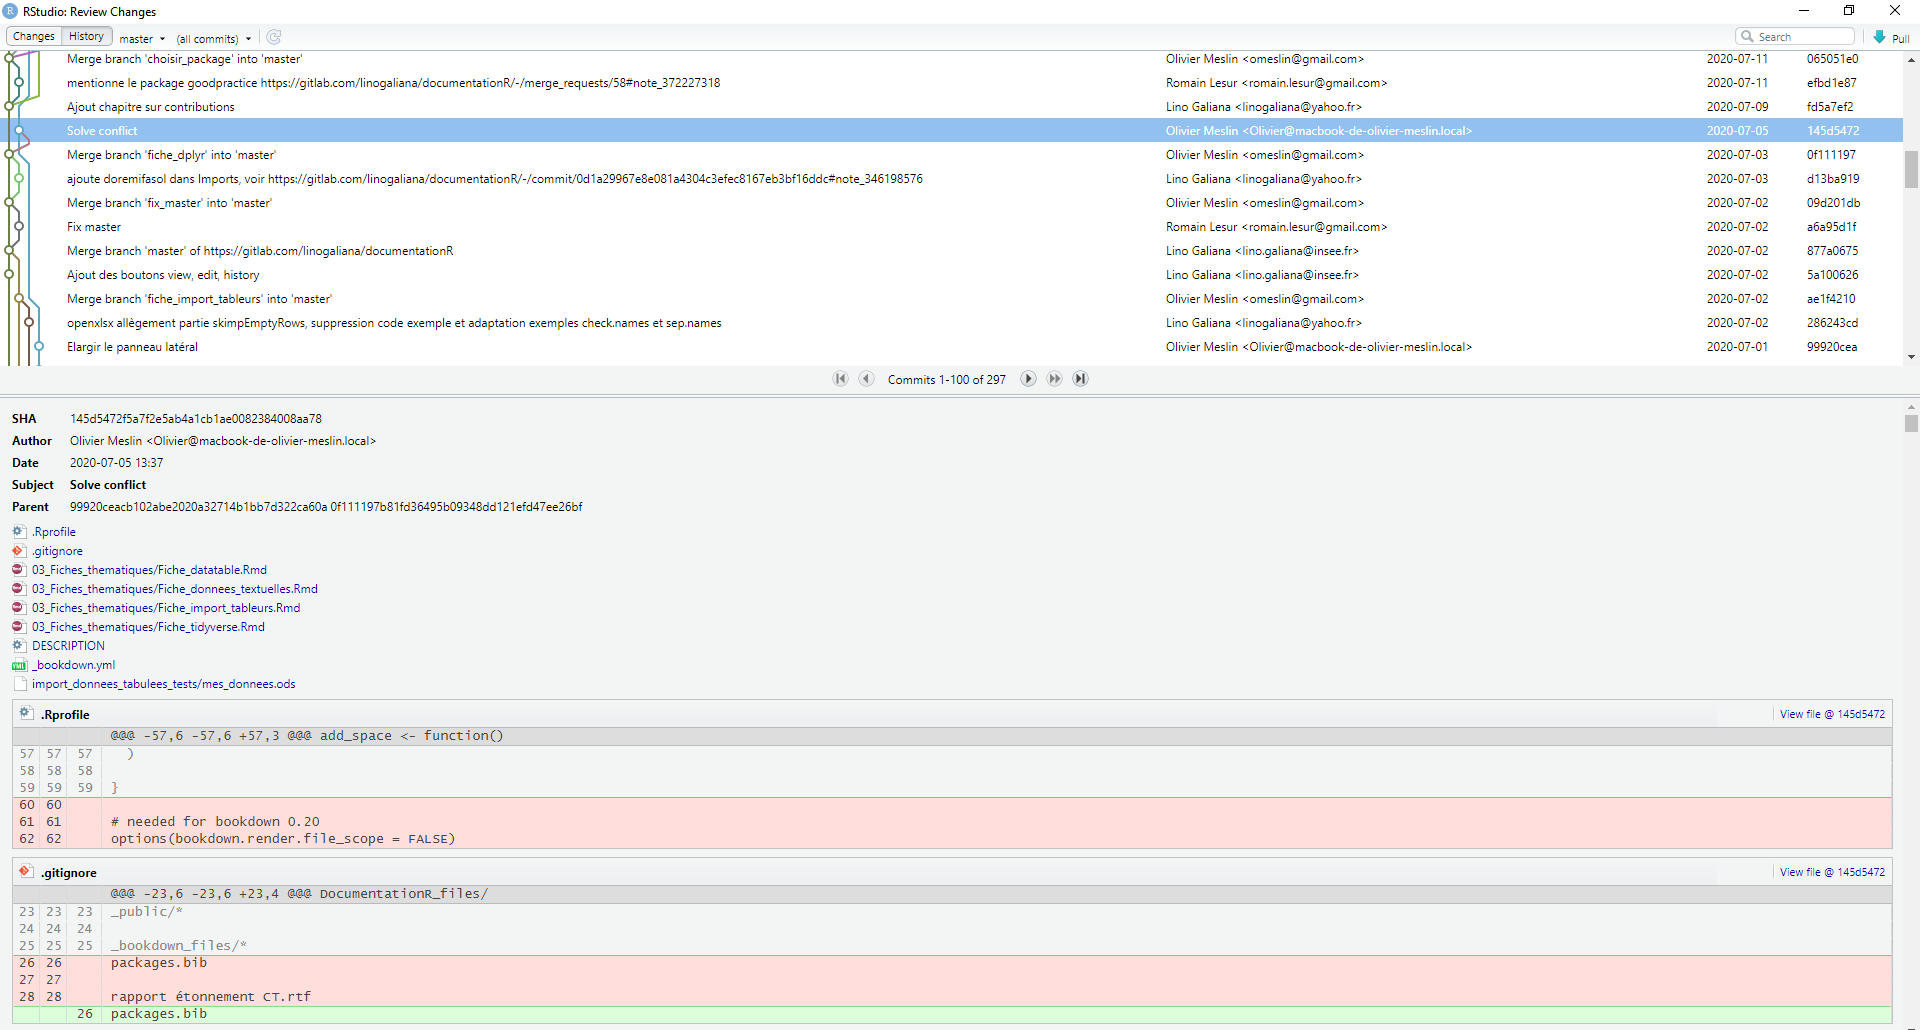 RStudio: Review Changes
Changes History master (all commits) Search Pull
Merge branch 'choisir_package' into 'master' Olivier Meslin <omeslin@gmail.com> 2020-07-11 065051e0
mentionne le package goodpractice https://gitlab.com/linogaliana/documentationR/-/merge_requests/58#note_372227318 Romain Lesur <romain.lesur@gmail.com> 2020-07-11 efbd1e87
Ajout chapitre sur contributions Lino Galiana <linogaliana@yahoo.fr> 2020-07-09 fd5a7ef2
Solve conflict Olivier Meslin <Olivier@macbook-de-olivier-meslin.local> 2020-07-05 145d5472
Merge branch 'fiche_dplyr' into 'master' Olivier Meslin <omeslin@gmail.com> 2020-07-03 0f111197
ajoute doremifasol dans Imports, voir https://gitlab.com/linogaliana/documentationR/-/commit/0d1a29967e8e081a4304c3efec8167eb3bf16ddc#note_346198576 Lino Galiana <linogaliana@yahoo.fr> 2020-07-03 d13ba919
Merge branch 'fix_master' into 'master' Olivier Meslin <omeslin@gmail.com> 2020-07-02 09d201db
Fix master Romain Lesur <romain.lesur@gmail.com> 2020-07-02 a6a95d1f
Merge branch 'master' of https://gitlab.com/linogaliana/documentationR Lino Galiana <lino.galiana@insee.fr> 2020-07-02 877a0675
Ajout des boutons view, edit, history Lino Galiana <lino.galiana@insee.fr> 2020-07-02 5a100626
Merge branch 'fiche_import_tableurs' into 'master' Olivier Meslin <omeslin@gmail.com> 2020-07-02 ae1f4210
openxlsx allègement partie skimpEmptyRows, suppression code exemple et adaptation exemples check.names et sep.names Lino Galiana <linogaliana@yahoo.fr> 2020-07-02 286243cd
Elargir le panneau latéral Olivier Meslin <Olivier@macbook-de-olivier-meslin.local> 2020-07-01 99920cea
Commits 1-100 of 297
SHA 145d5472f5a7f2e5ab4a1cb1ae0082384008aa78
Author Olivier Meslin <Olivier@macbook-de-olivier-meslin.local>
Date 2020-07-05 13:37
Subject Solve conflict
Parent 99920ceacb102abe2020a32714b1bb7d322ca60a 0f111197b81fd36495b09348dd121efd47ee26bf
.Rprofile
.gitignore
03_Fiches_thematiques/Fiche_datatable.Rmd
03_Fiches_thematiques/Fiche_donnees_textuelles.Rmd
03_Fiches_thematiques/Fiche_import_tableurs.Rmd
03_Fiches_thematiques/Fiche_tidyverse.Rmd
DESCRIPTION
_bookdown.yml
import_donnees_tabulees_tests/mes_donnees.ods
.Rprofile View file @ 145d5472
@@@ -57,6 -57,6 +57,3 @@@ add_space <- function()
57 57 57 )
58 58 58
59 59 59 }
60 60
61 61 # needed for bookdown 0.20
62 62 options(bookdown.render.file_scope = FALSE)
.gitignore View file @ 145d5472
@@@ -23,6 -23,6 +23,4 @@@ DocumentationR_files/
23 23 23 _public/*
24 24 24
25 25 25 _bookdown_files/*
26 26 packages.bib
27 27
28 28 rapport étonnement CT.rtf
26 packages.bib